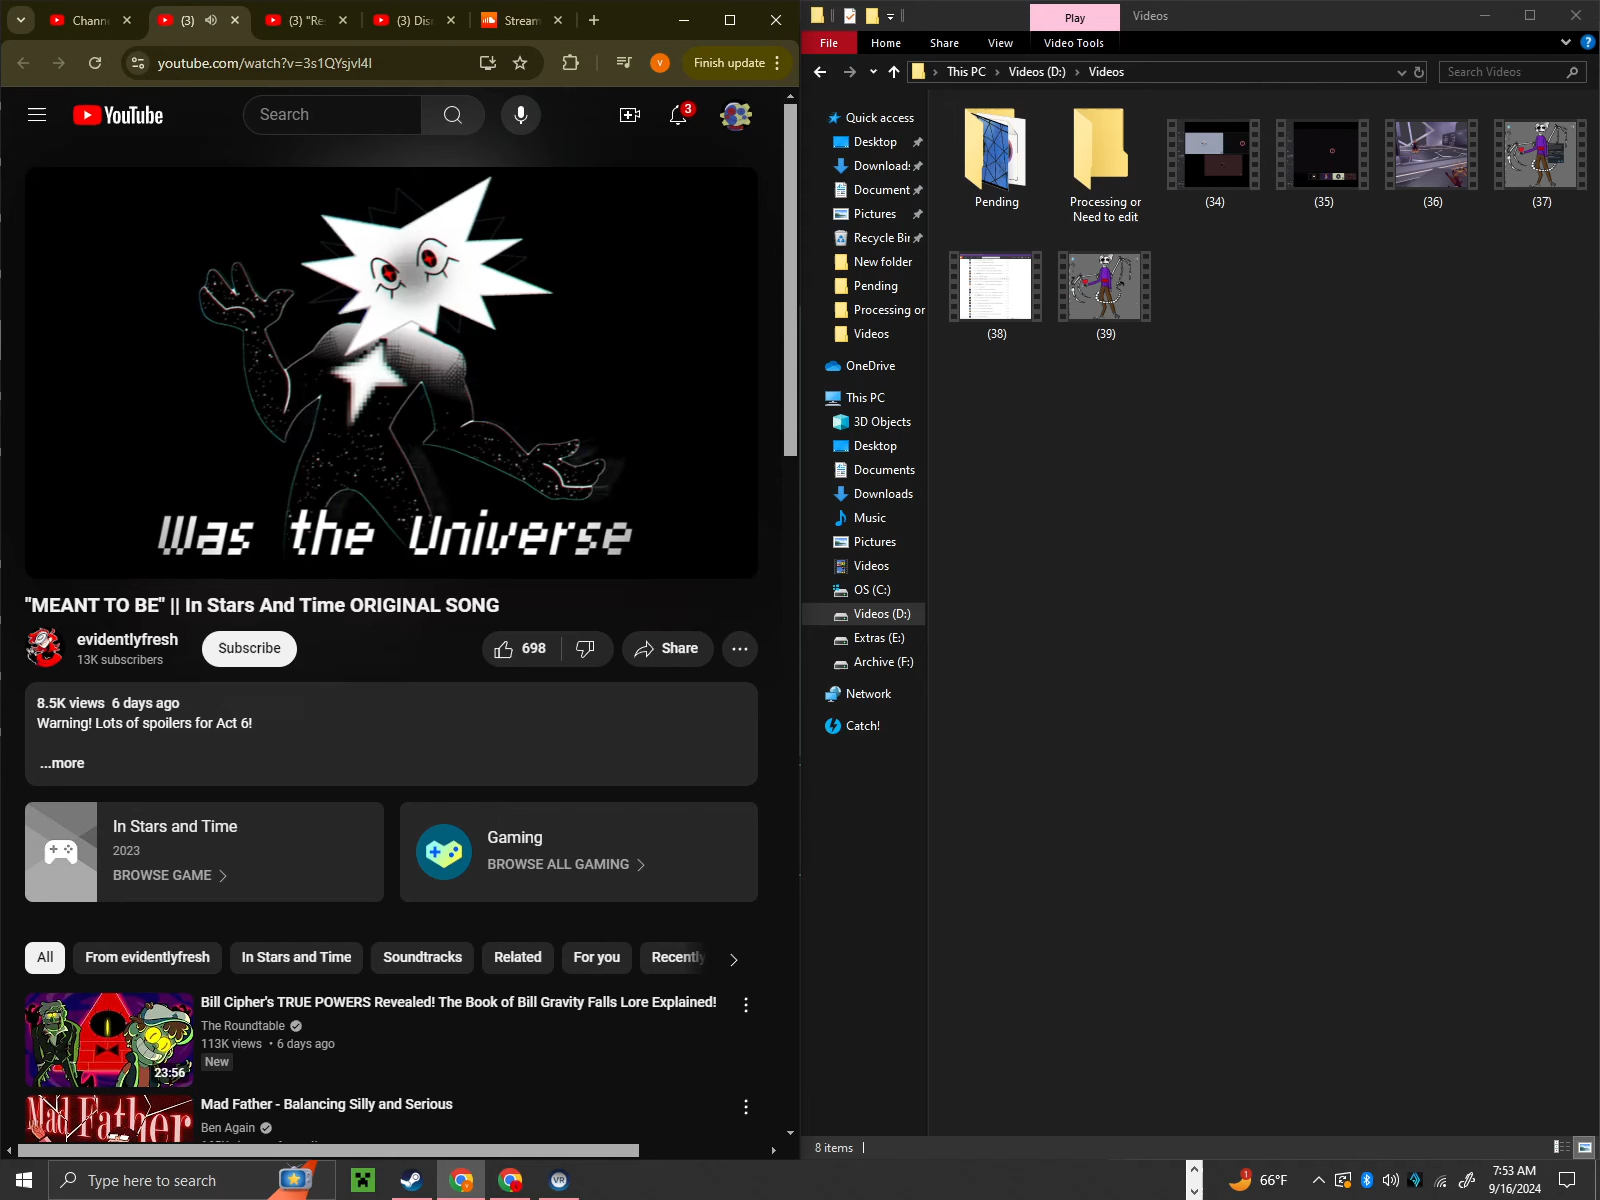 Chann
(3)
(3) "Re
(3) Dis
Stream
youtube.com/watch?v=3s1QYsjvl4I
V
Finish update
YouTube
Search
3
Was the Universe
"MEANT TO BE" || In Stars And Time ORIGINAL SONG
evidentlyfresh
13K subscribers
Subscribe
698
Share
8.5K views 6 days ago
Warning! Lots of spoilers for Act 6!
...more
In Stars and Time
2023
BROWSE GAME
Gaming
BROWSE ALL GAMING
All
From evidentlyfresh
In Stars and Time
Soundtracks
Related
For you
Recently
Bill Cipher's TRUE POWERS Revealed! The Book of Bill Gravity Falls Lore Explained!
The Roundtable
113K views • 6 days ago
New
23:56
Mad Father
Mad Father - Balancing Silly and Serious
Ben Again
Play
Videos
File
Home
Share
View
Video Tools
This PC
Videos (D:)
Videos
Search Videos
Quick access
Desktop
Download
Document
Pictures
Recycle Bir
New folder
Pending
Processing or
Videos
OneDrive
This PC
3D Objects
Desktop
Documents
Downloads
Music
Pictures
Videos
OS (C:)
Videos (D:)
Extras (E:)
Archive (F:)
Network
Catch!
Pending
Processing or
Need to edit
(34)
(35)
(36)
(37)
(38)
(39)
8 items
Type here to search
VR
1
66°F
7:53 AM
9/16/2024